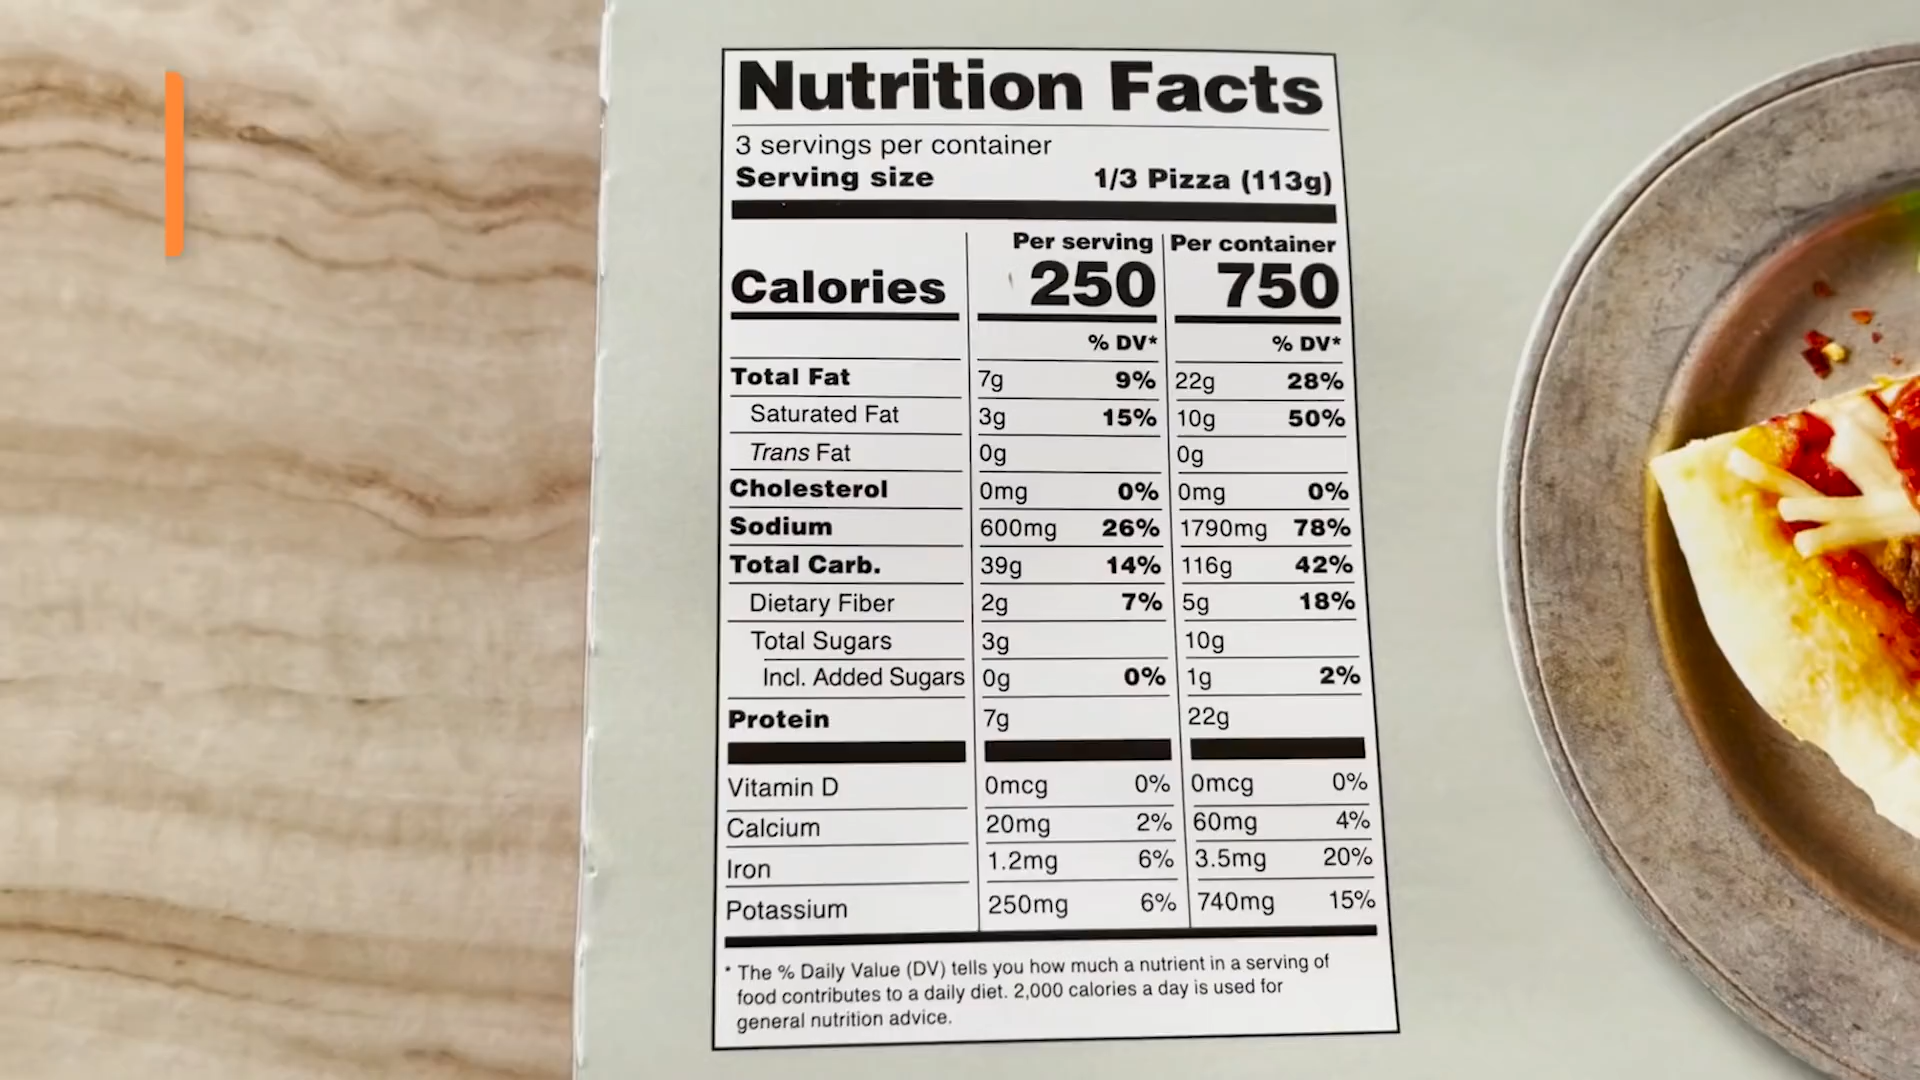 Nutrition Facts
3 servings per container
Serving size 1/3 Pizza (113g)
Per serving Per container
Calories 250 750
% DV* % DV*
Total Fat 7g 9% 22g 28%
Saturated Fat 3g 15% 10g 50%
Trans Fat 0g 0g
Cholesterol 0mg 0% 0mg 0%
Sodium 600mg 26% 1790mg 78%
Total Carb. 39g 14% 116g 42%
Dietary Fiber 2g 7% 5g 18%
Total Sugars 3g 10g
Incl. Added Sugars 0g 0% 1g 2%
Protein 7g 22g
Vitamin D 0mcg 0% 0mcg 0%
Calcium 20mg 2% 60mg 4%
Iron 1.2mg 6% 3.5mg 20%
Potassium 250mg 6% 740mg 15%
* The % Daily Value (DV) tells you how much a nutrient in a serving of
food contributes to a daily diet. 2,000 calories a day is used for
general nutrition advice.